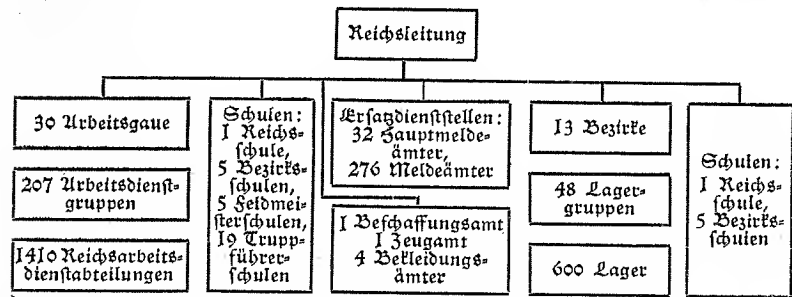 Reichsleitung
30 Arbeitsgaue
207 Arbeitsdienst-
gruppen
1410 Reichsarbeits-
dienstabteilungen
Schulen:
1 Reichs-
schule,
5 Bezirks-
schulen,
5 Feldmei-
sterschulen,
19 Trupp-
führer-
schulen
Ersatzdienststellen:
32 Hauptmelde-
ämter,
276 Meldeämter
1 Beschaffungsamt
1 Zeugamt
4 Bekleidungs-
ämter
13 Bezirke
48 Lager-
gruppen
600 Lager
Schulen:
1 Reichs-
schule,
5 Bezirks-
schulen